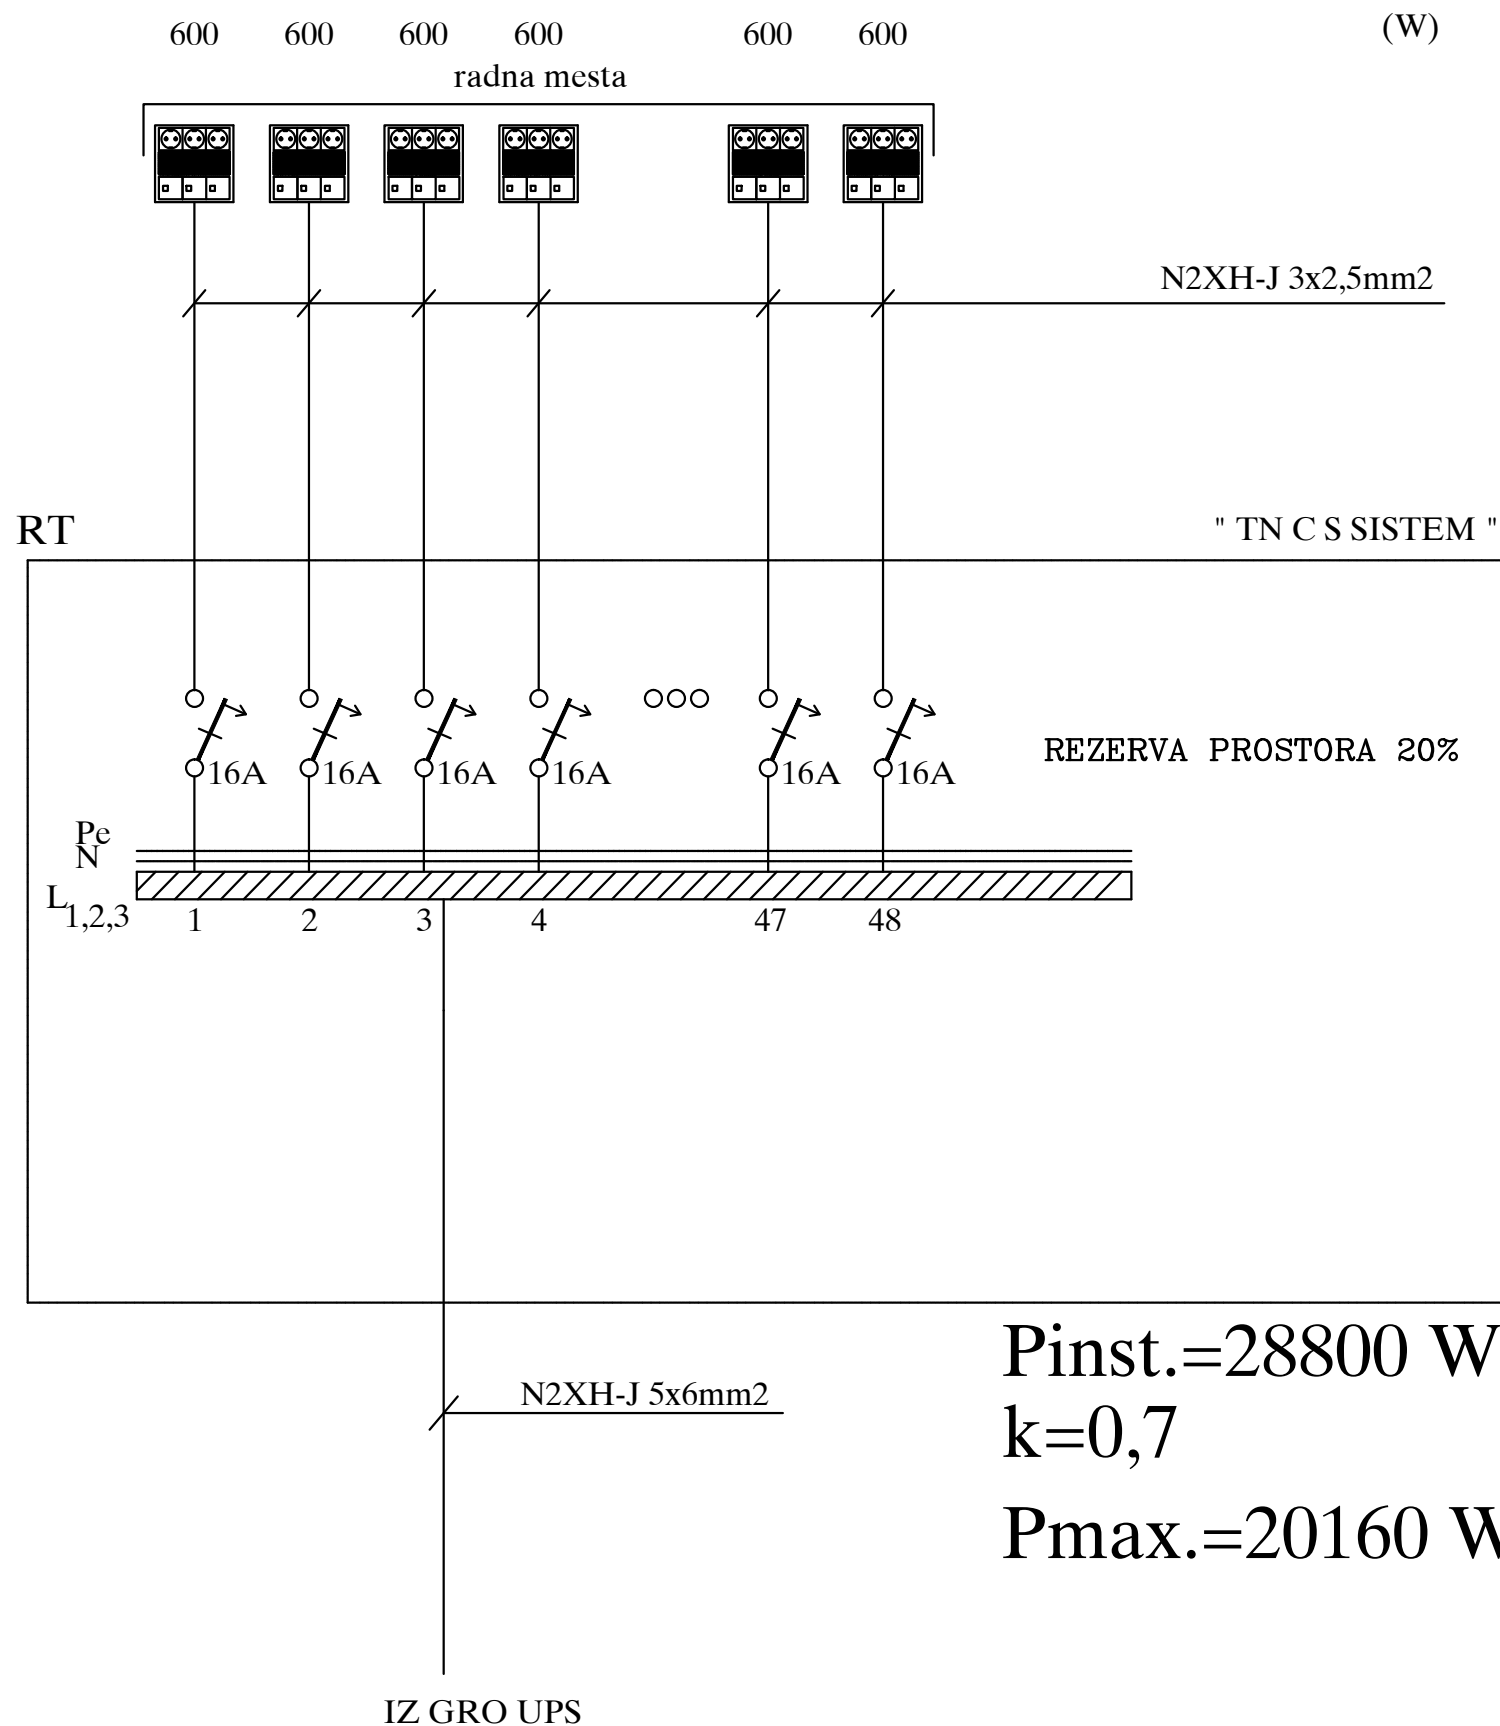 600 600 600 600 600 600 (W)
radna mesta
N2XH-J 3x2,5mm2
RT
" TN C S SISTEM "
REZERVA PROSTORA 20%
16A 16A 16A 16A 16A 16A
Pe
N
L1,2,3
1 2 3 4 47 48
Pinst.=28800 W
N2XH-J 5x6mm2
k=0,7
Pmax.=20160 W
IZ GRO UPS